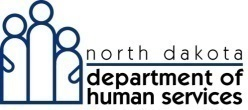 north dakota
department of
human services